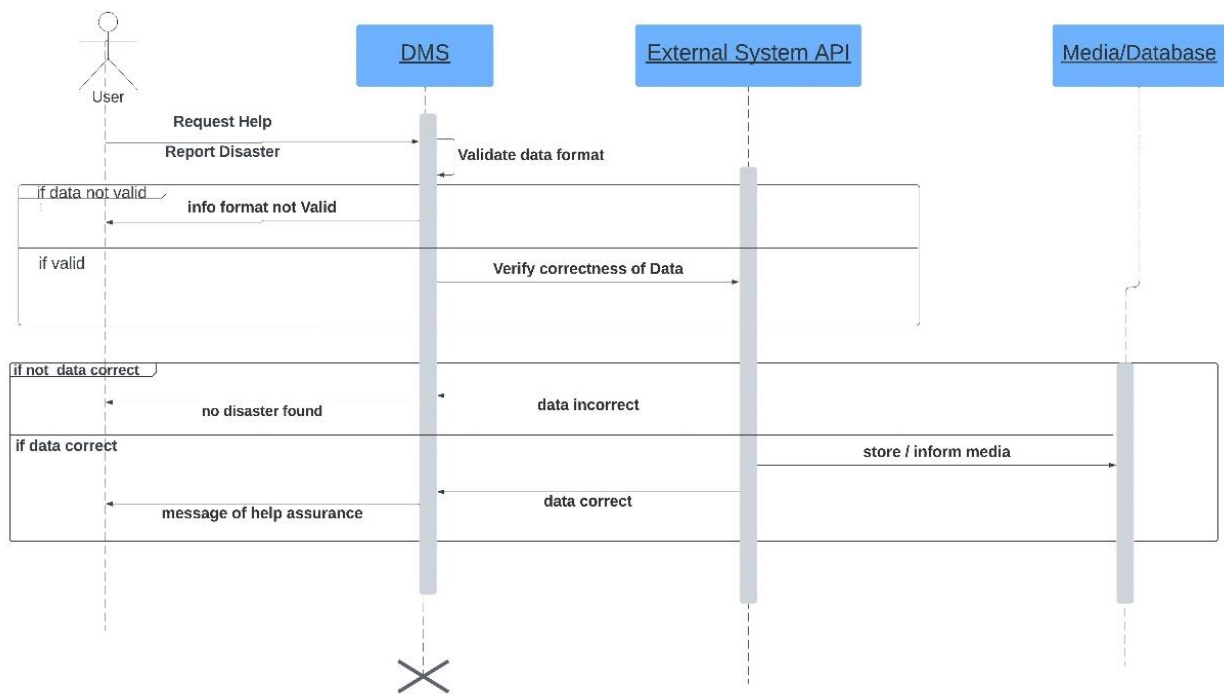 DMS
External System API
Media/Database
User
Request Help
Report Disaster
Validate data format
if data not valid
info format not Valid
if valid
Verify correctness of Data
if not data correct
no disaster found
data incorrect
if data correct
store / inform media
data correct
message of help assurance